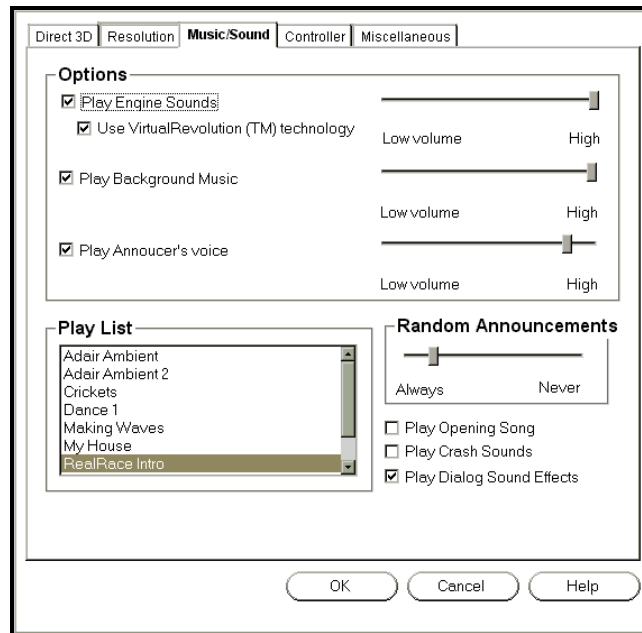 Direct 3D Resolution Music/Sound Controller Miscellaneous
Options
Play Engine Sounds
Use VirtualRevolution (TM) technology
Low volume High
Play Background Music
Low volume High
Play Annoucer's voice
Low volume High
Play List
Adair Ambient
Adair Ambient 2
Crickets
Dance 1
Making Waves
My House
RealRace Intro
Random Announcements
Always Never
Play Opening Song
Play Crash Sounds
Play Dialog Sound Effects
OK Cancel Help